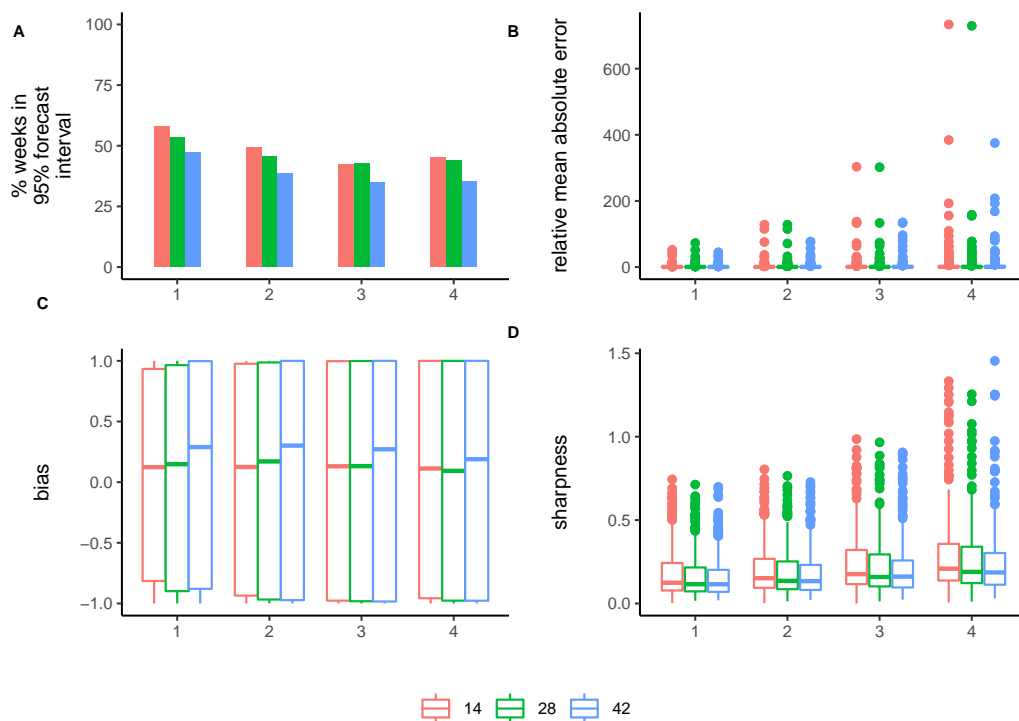 A
% weeks in
95% forecast
interval
100
75
50
25
0
1 2 3 4
B
relative mean absolute error
600
400
200
0
1 2 3 4
C
bias
1.0
0.5
0.0
−0.5
−1.0
1 2 3 4
D
sharpness
1.5
1.0
0.5
0.0
1 2 3 4
14 28 42